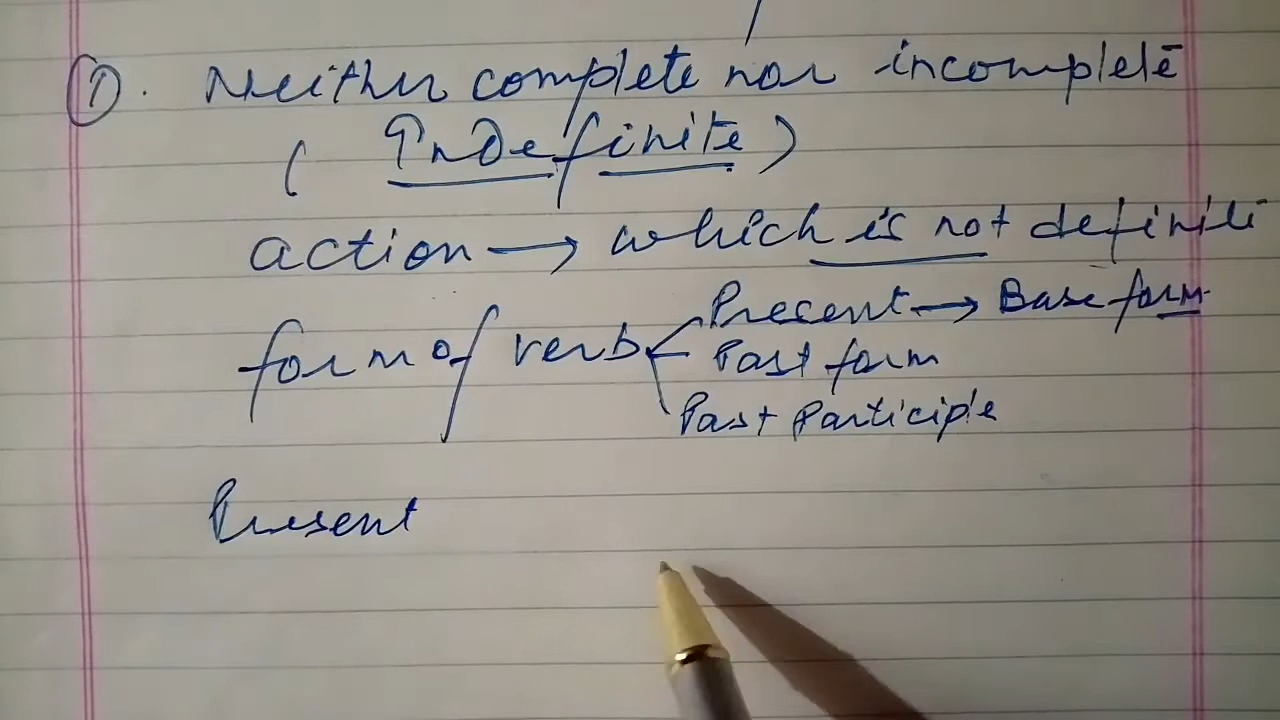 ①. Neither complete nor incomplete
( InDefinite )
action → which is not definite
form of verb Present → Base form
Past form
Past Participle
Present